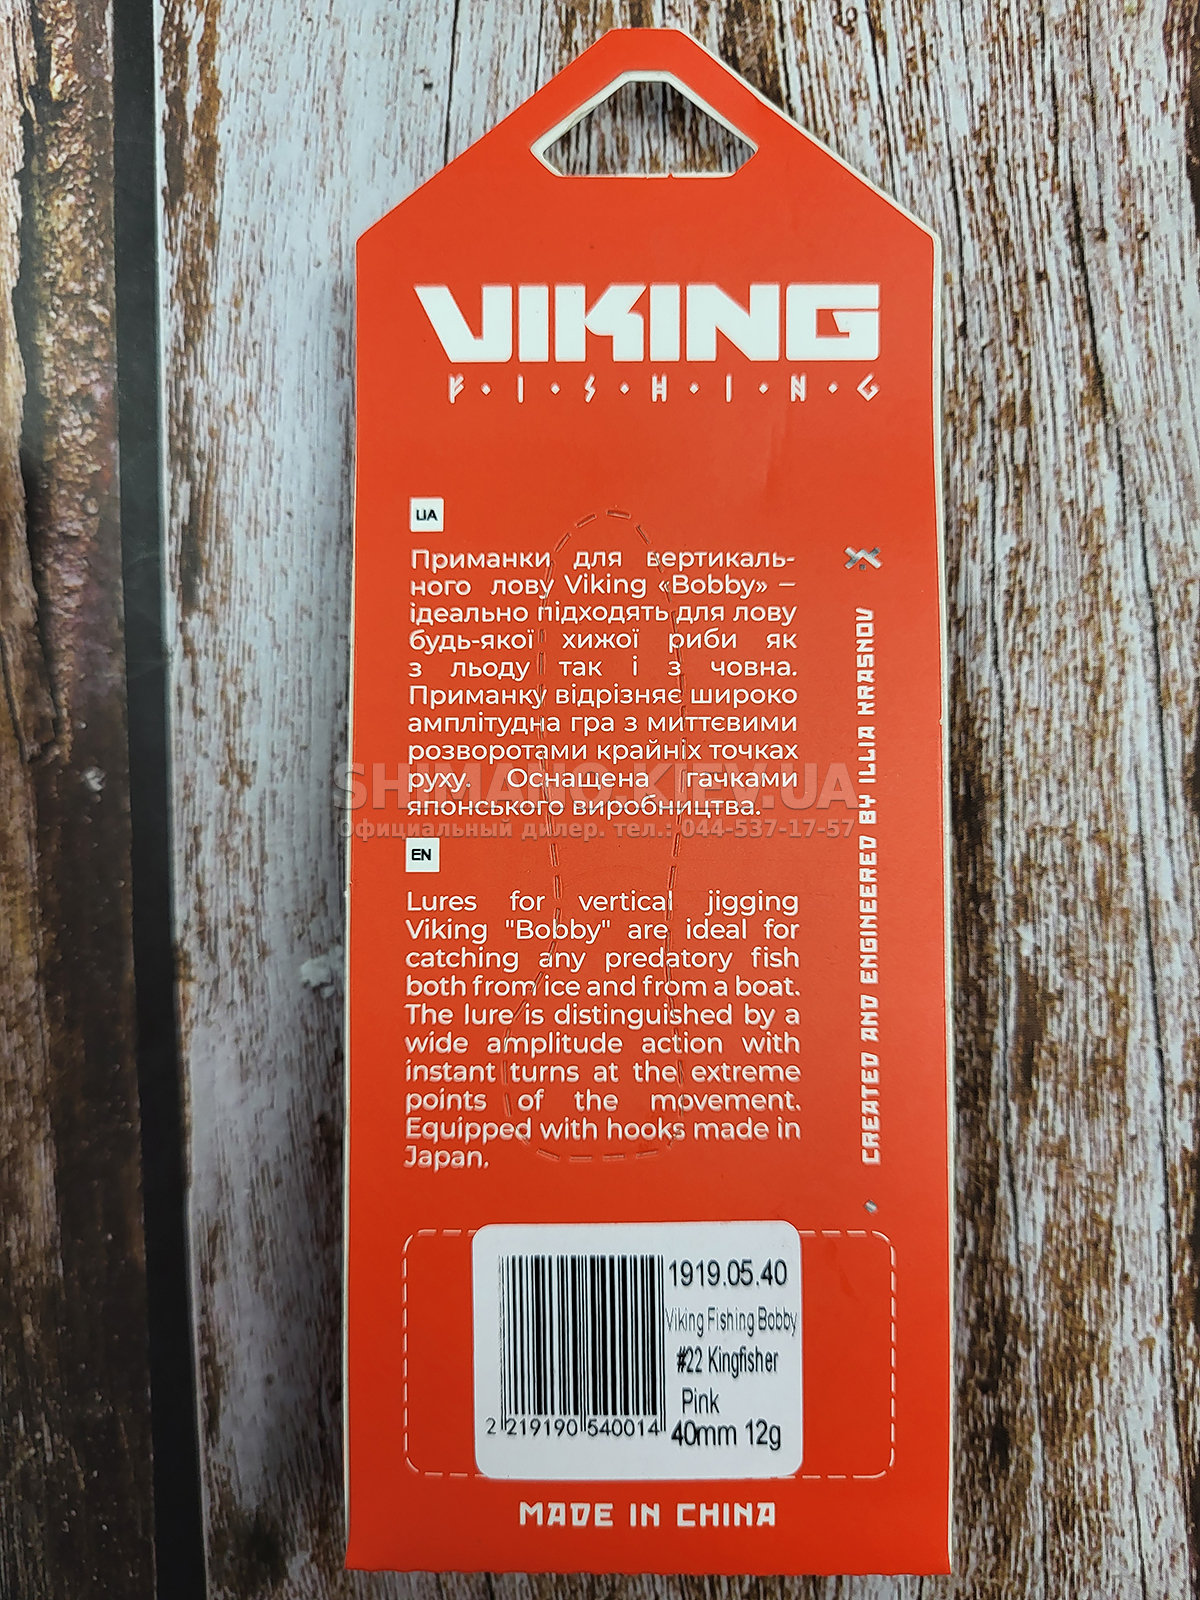 VIKING
F·I·S·H·I·N·G
UA
Приманки для вертикаль-
ного лову Viking «Bobby» –
ідеально підходять для лову
будь-якої хижої риби як
з льоду так і з човна.
Приманку відрізняє широко
амплітудна гра з миттєвими
розворотами крайніх точках
руху. Оснащена гачками
японського виробництва.
SHIMANO.KIEV.UA
Официальный дилер. тел.: 044-537-17-57
EN
Lures for vertical jigging
Viking "Bobby" are ideal for
catching any predatory fish
both from ice and from a boat.
The lure is distinguished by a
wide amplitude action with
instant turns at the extreme
points of the movement.
Equipped with hooks made in
Japan.
CREATED AND ENGINEERED BY ILLIA KRASNOV
1919.05.40
Viking Fishing Bobby
#22 Kingfisher
Pink
40mm 12g
2 219190 540014
MADE IN CHINA